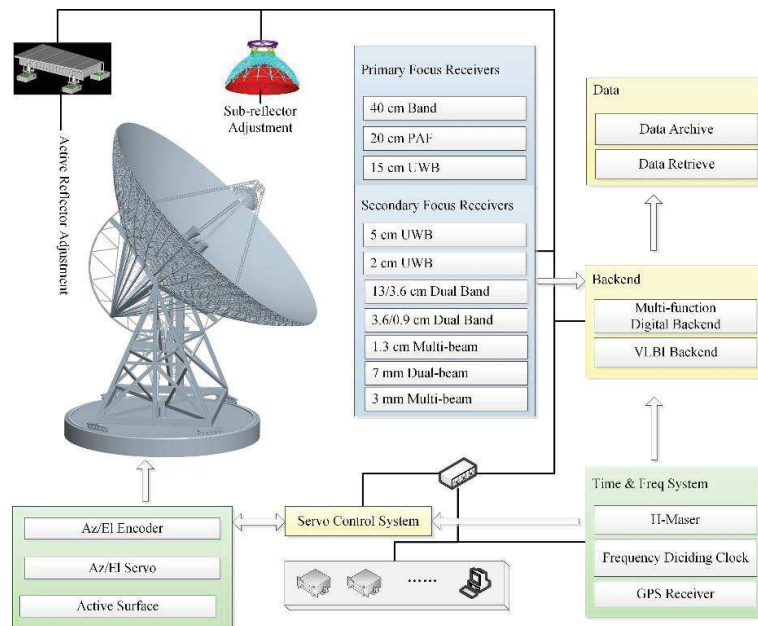 Sub-reflector
Adjustment
Active Reflector Adjustment
Primary Focus Receivers
40 cm Band
20 cm PAF
15 cm UWB
Secondary Focus Receivers
5 cm UWB
2 cm UWB
13/3.6 cm Dual Band
3.6/0.9 cm Dual Band
1.3 cm Multi-beam
7 mm Dual-beam
3 mm Multi-beam
Data
Data Archive
Data Retrieve
Backend
Multi-function
Digital Backend
VLBI Backend
Time & Freq System
H-Maser
Frequency Diciding Clock
GPS Receiver
Servo Control System
Az/El Encoder
Az/El Servo
Active Surface
......